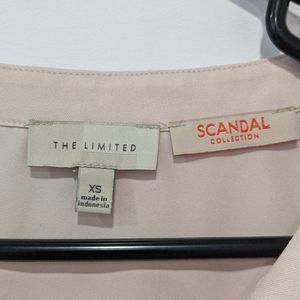 THE LIMITED
XS
made in
indonesia
SCANDAL
COLLECTION